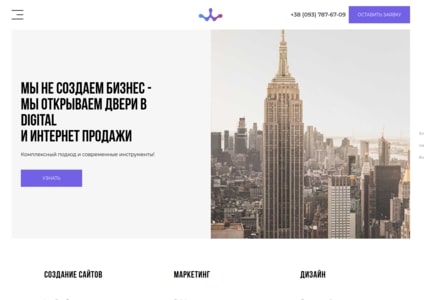 +38 (093) 787-67-09
ОСТАВИТЬ ЗАЯВКУ
МЫ НЕ СОЗДАЕМ БИЗНЕС -
МЫ ОТКРЫВАЕМ ДВЕРИ В
DIGITAL
И ИНТЕРНЕТ ПРОДАЖИ
Комплексный подход и современные инструменты!
УЗНАТЬ
СОЗДАНИЕ САЙТОВ
МАРКЕТИНГ
ДИЗАЙН